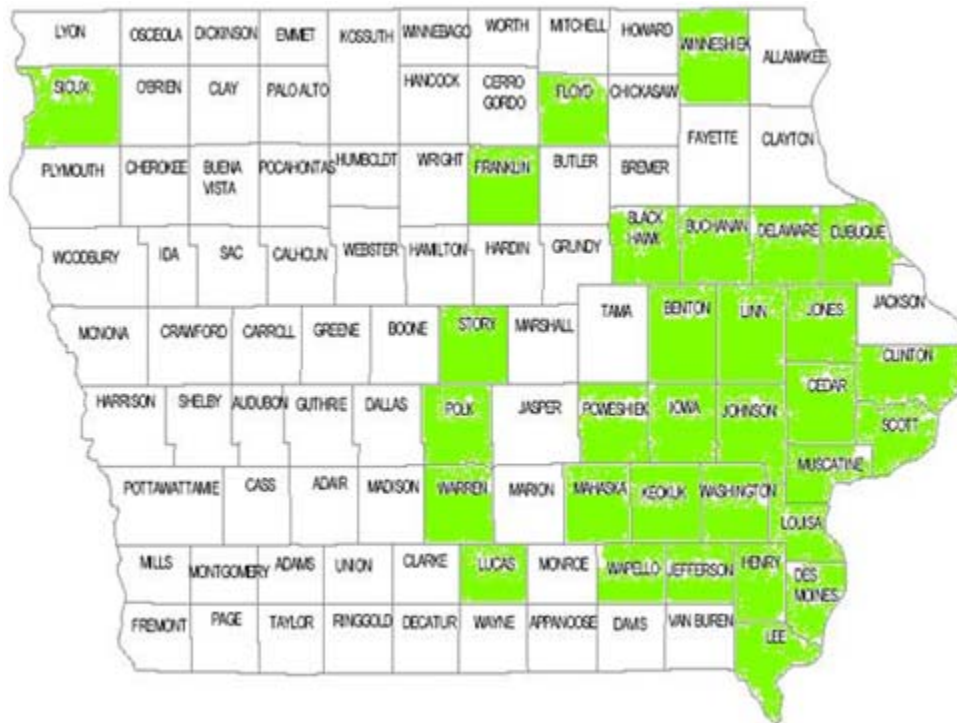 LYON
OSCEOLA
DICKINSON
EMMET
KOSSUTH
WINNEBAGO
WORTH
MITCHELL
HOWARD
WINNESHIEK
ALLAMAKEE
SIOUX
O'BRIEN
CLAY
PALO ALTO
HANCOCK
CERRO
GORDO
FLOYD
CHICKASAW
FAYETTE
CLAYTON
PLYMOUTH
CHEROKEE
BUENA
VISTA
POCAHONTAS
HUMBOLDT
WRIGHT
FRANKLIN
BUTLER
BREMER
BLACK
HAWK
BUCHANAN
DELAWARE
DUBUQUE
WOODBURY
IDA
SAC
CALHOUN
WEBSTER
HAMILTON
HARDIN
GRUNDY
MONONA
CRAWFORD
CARROLL
GREENE
BOONE
STORY
MARSHALL
TAMA
BENTON
LINN
JONES
JACKSON
CLINTON
CEDAR
HARRISON
SHELBY
AUDUBON
GUTHRIE
DALLAS
POLK
JASPER
POWESHIEK
IOWA
JOHNSON
SCOTT
MUSCATINE
POTTAWATTAMIE
CASS
ADAIR
MADISON
WARREN
MARION
MAHASKA
KEOKUK
WASHINGTON
LOUISA
MILLS
MONTGOMERY
ADAMS
UNION
CLARKE
LUCAS
MONROE
WAPELLO
JEFFERSON
HENRY
DES
MOINES
FREMONT
PAGE
TAYLOR
RINGGOLD
DECATUR
WAYNE
APPANOOSE
DAVIS
VAN BUREN
LEE